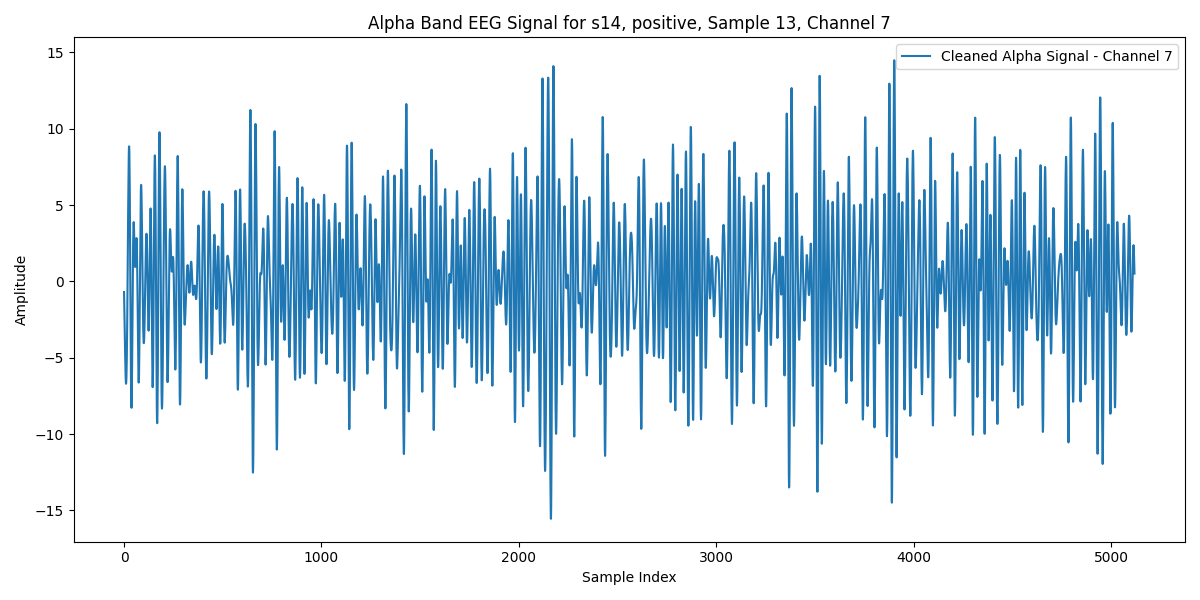 Alpha Band EEG Signal for s14, positive, Sample 13, Channel 7
Cleaned Alpha Signal - Channel 7
15
10
5
0
−5
−10
−15
Amplitude
0 1000 2000 3000 4000 5000
Sample Index